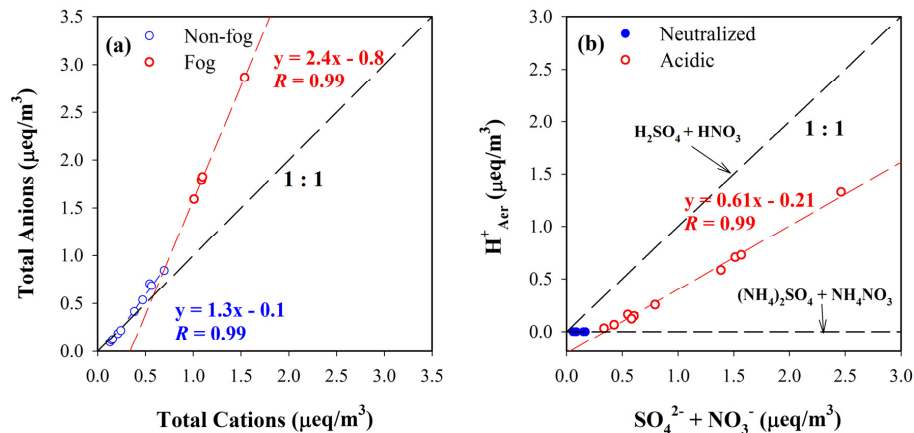 (a)
Non-fog
Fog
y = 2.4x - 0.8
R = 0.99
1 : 1
y = 1.3x - 0.1
R = 0.99
Total Anions (μeq/m³)
3.5
3.0
2.5
2.0
1.5
1.0
0.5
0.0
0.0 0.5 1.0 1.5 2.0 2.5 3.0 3.5
Total Cations (μeq/m³)
(b)
Neutralized
Acidic
H₂SO₄ + HNO₃
1 : 1
y = 0.61x - 0.21
R = 0.99
(NH₄)₂SO₄ + NH₄NO₃
H⁺Aer (μeq/m³)
3.0
2.5
2.0
1.5
1.0
0.5
0.0
0.0 0.5 1.0 1.5 2.0 2.5 3.0
SO₄²⁻ + NO₃⁻ (μeq/m³)